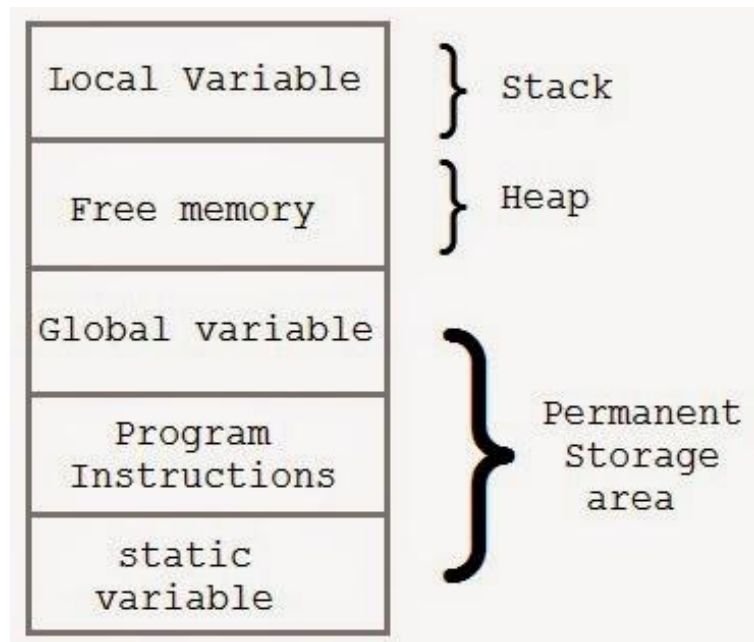 Local Variable
Stack
Free memory
Heap
Global variable
Program
Instructions
Permanent
Storage
area
static
variable